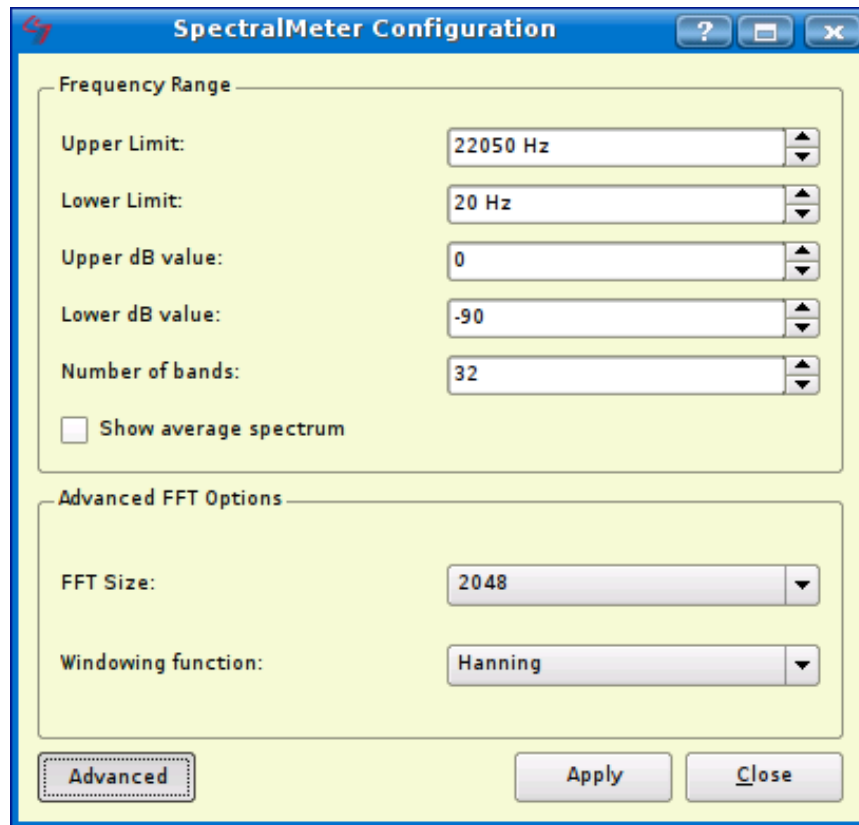 SpectralMeter Configuration
Frequency Range
Upper Limit: 22050 Hz
Lower Limit: 20 Hz
Upper dB value: 0
Lower dB value: -90
Number of bands: 32
Show average spectrum
Advanced FFT Options
FFT Size: 2048
Windowing function: Hanning
Advanced Apply Close